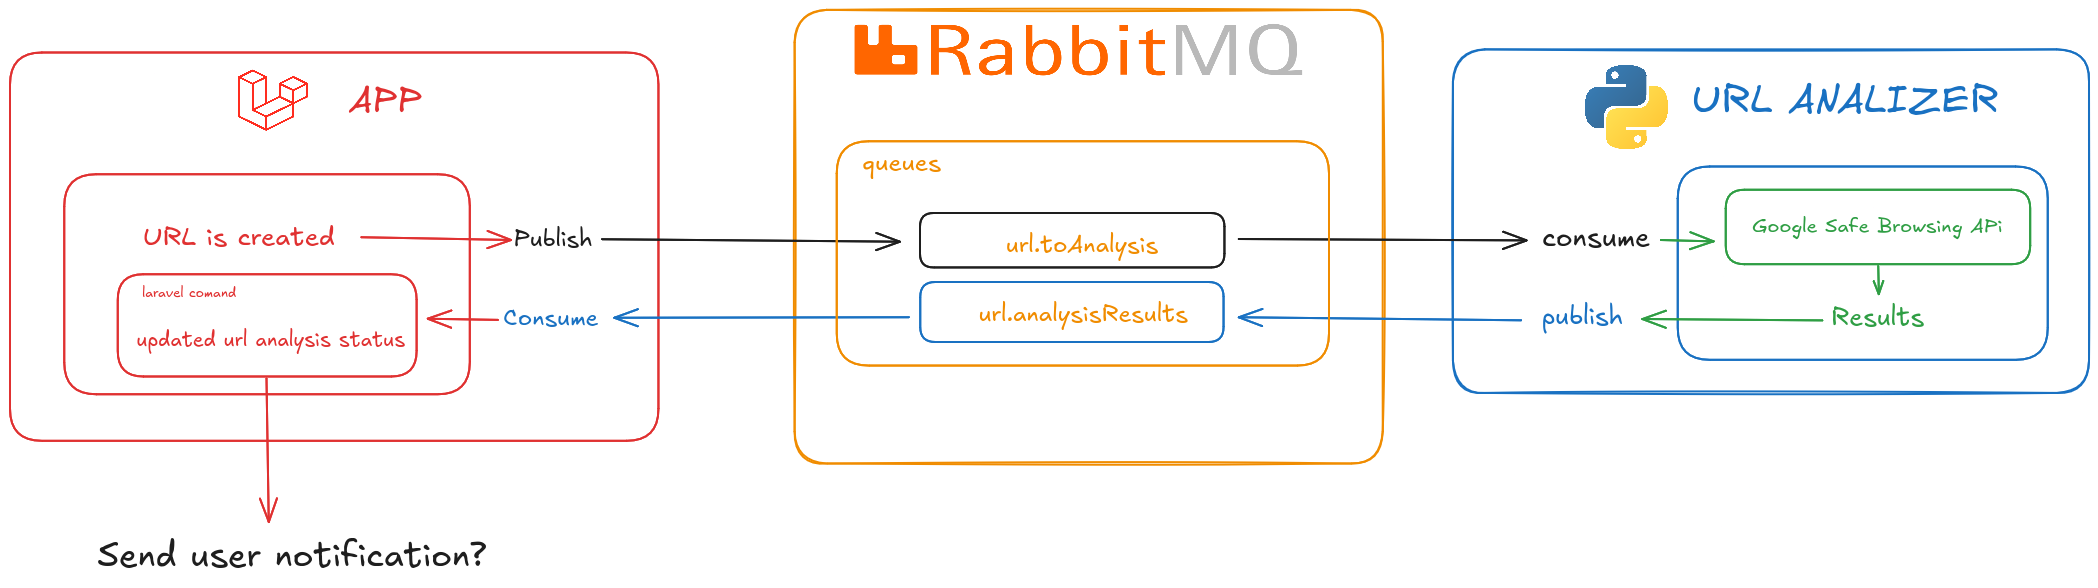 APP
RabbitMQ
URL ANALIZER
queues
URL is created
Publish
url.toAnalysis
consume
Google Safe Browsing APi
laravel comand
updated url analysis status
Consume
url.analysisResults
publish
Results
Send user notification?